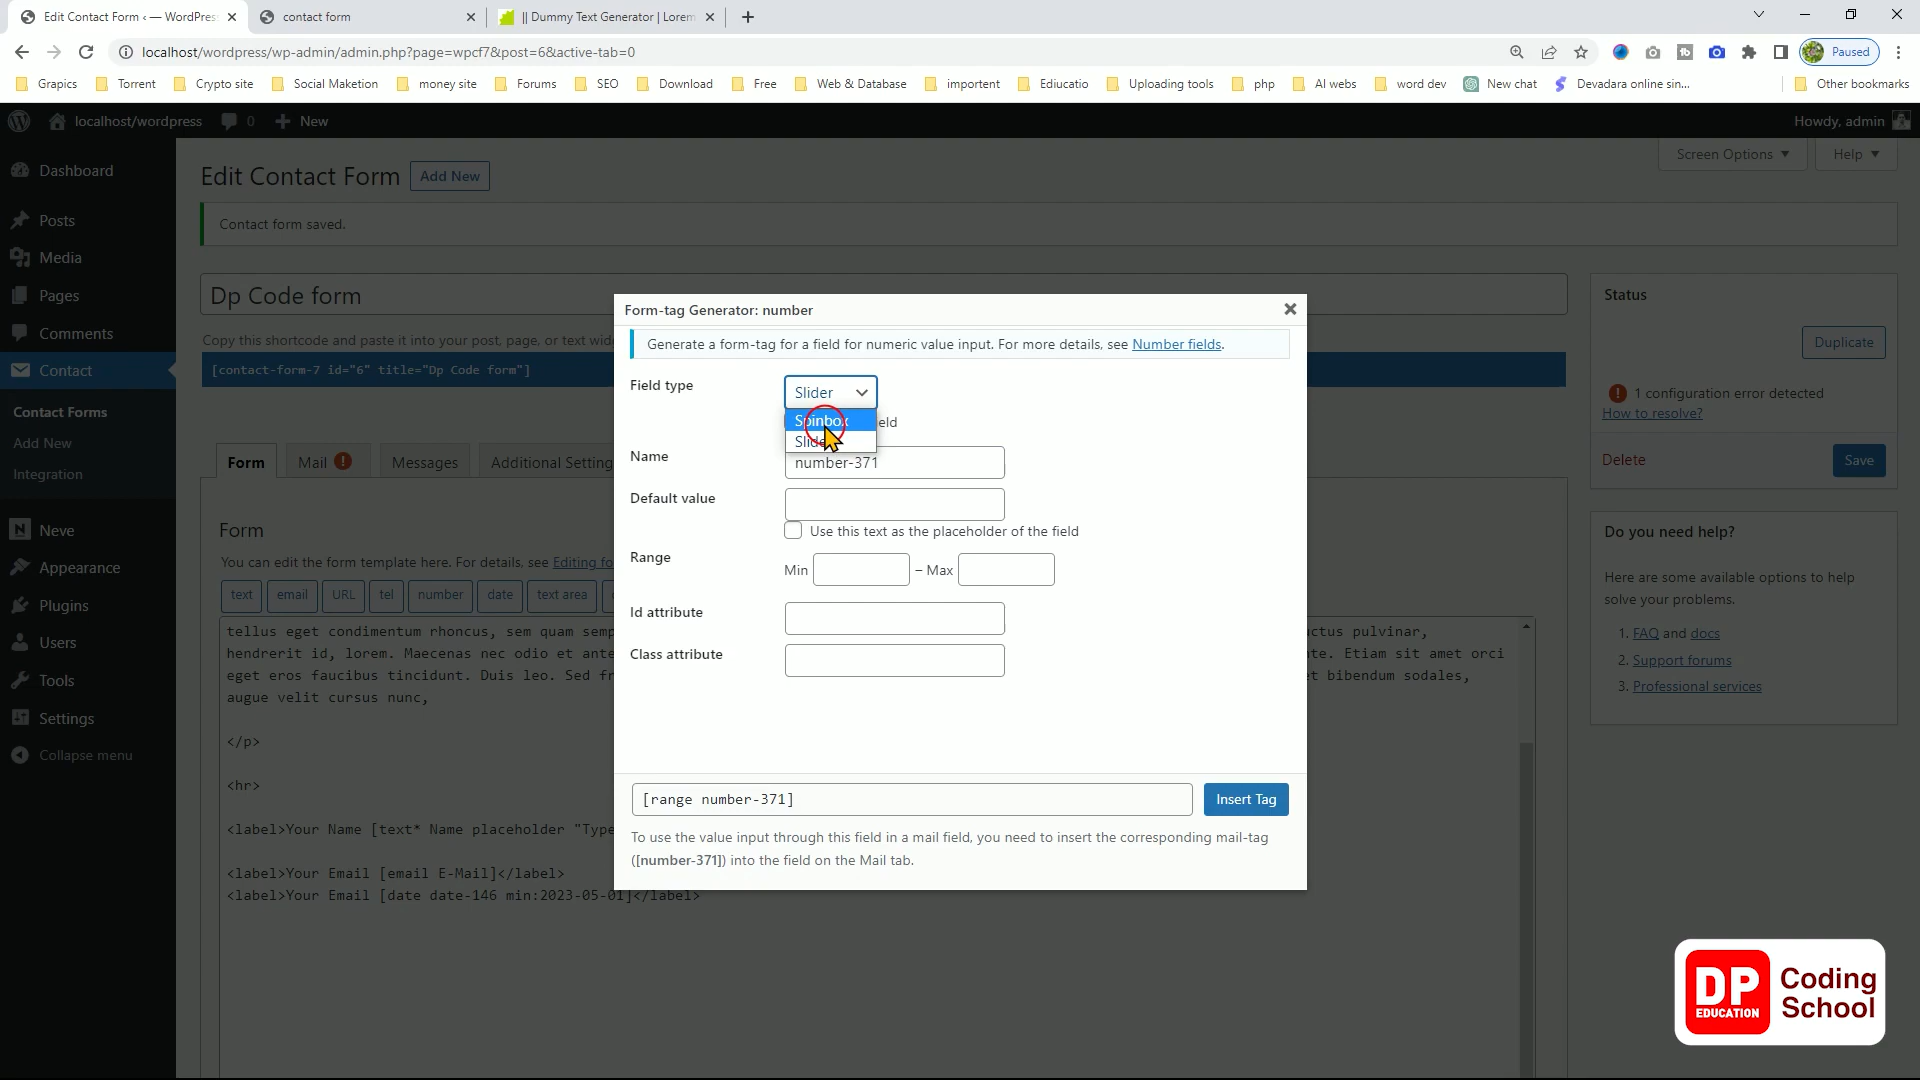 Edit Contact Form ‹ — WordPres
contact form
|| Dummy Text Generator | Lorem
localhost/wordpress/wp-admin/admin.php?page=wpcf7&post=6&active-tab=0
Paused
Grapics
Torrent
Crypto site
Social Maketion
money site
Forums
SEO
Download
Free
Web & Database
importent
Educatio
Uploading tools
php
AI webs
word dev
New chat
Devadara online sin...
Other bookmarks
localhost/wordpress
0
New
Howdy, admin
Dashboard
Posts
Media
Pages
Comments
Contact
Contact Forms
Add New
Integration
Neve
Appearance
Plugins
Users
Tools
Settings
Collapse menu
Screen Options
Help
Edit Contact Form
Add New
Contact form saved.
Dp Code form
Copy this shortcode and paste it into your post, page, or text wid
[contact-form-7 id="6" title="Dp Code form"]
Form
Mail
Messages
Additional Setting
Form
You can edit the form template here. For details, see Editing fo
text
email
URL
tel
number
date
text area
tellus eget condimentum rhoncus, sem quam semp
hendrerit id, lorem. Maecenas nec odio et ante
eget eros faucibus tincidunt. Duis leo. Sed fr
augue velit cursus nunc,
ctus pulvinar,
te. Etiam sit amet orci
t bibendum sodales,
</p>
<hr>
<label>Your Name [text* Name placeholder "Type
<label>Your Email [email E-Mail]</label>
<label>Your Email [date date-146 min:2023-05-01]</label>
Form-tag Generator: number
Generate a form-tag for a field for numeric value input. For more details, see Number fields.
Field type
Slider
Spinbox
Slider
eld
Name
number-371
Default value
Use this text as the placeholder of the field
Range
Min
– Max
Id attribute
Class attribute
[range number-371]
Insert Tag
To use the value input through this field in a mail field, you need to insert the corresponding mail-tag
([number-371]) into the field on the Mail tab.
Status
Duplicate
1 configuration error detected
How to resolve?
Delete
Save
Do you need help?
Here are some available options to help
solve your problems.
1. FAQ and docs
2. Support forums
3. Professional services
DP
EDUCATION
Coding
School